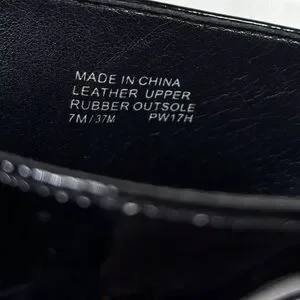 MADE IN CHINA
LEATHER UPPER
RUBBER OUTSOLE
7M/37M PW17H